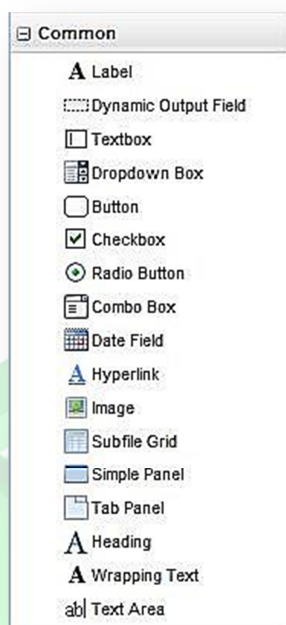 Common
Label
Dynamic Output Field
Textbox
Dropdown Box
Button
Checkbox
Radio Button
Combo Box
Date Field
Hyperlink
Image
Subfile Grid
Simple Panel
Tab Panel
Heading
Wrapping Text
Text Area